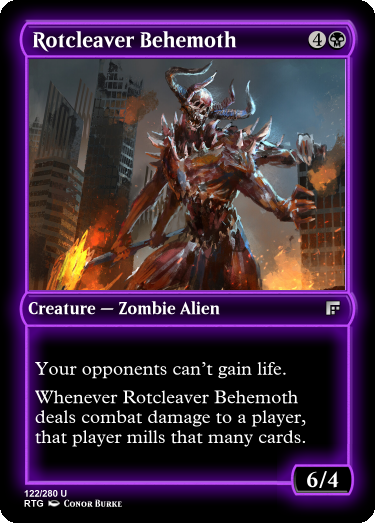 Rotcleaver Behemoth 4
Creature — Zombie Alien
Your opponents can't gain life.
Whenever Rotcleaver Behemoth
deals combat damage to a player,
that player mills that many cards.
6/4
122/280 U
RTG Conor Burke